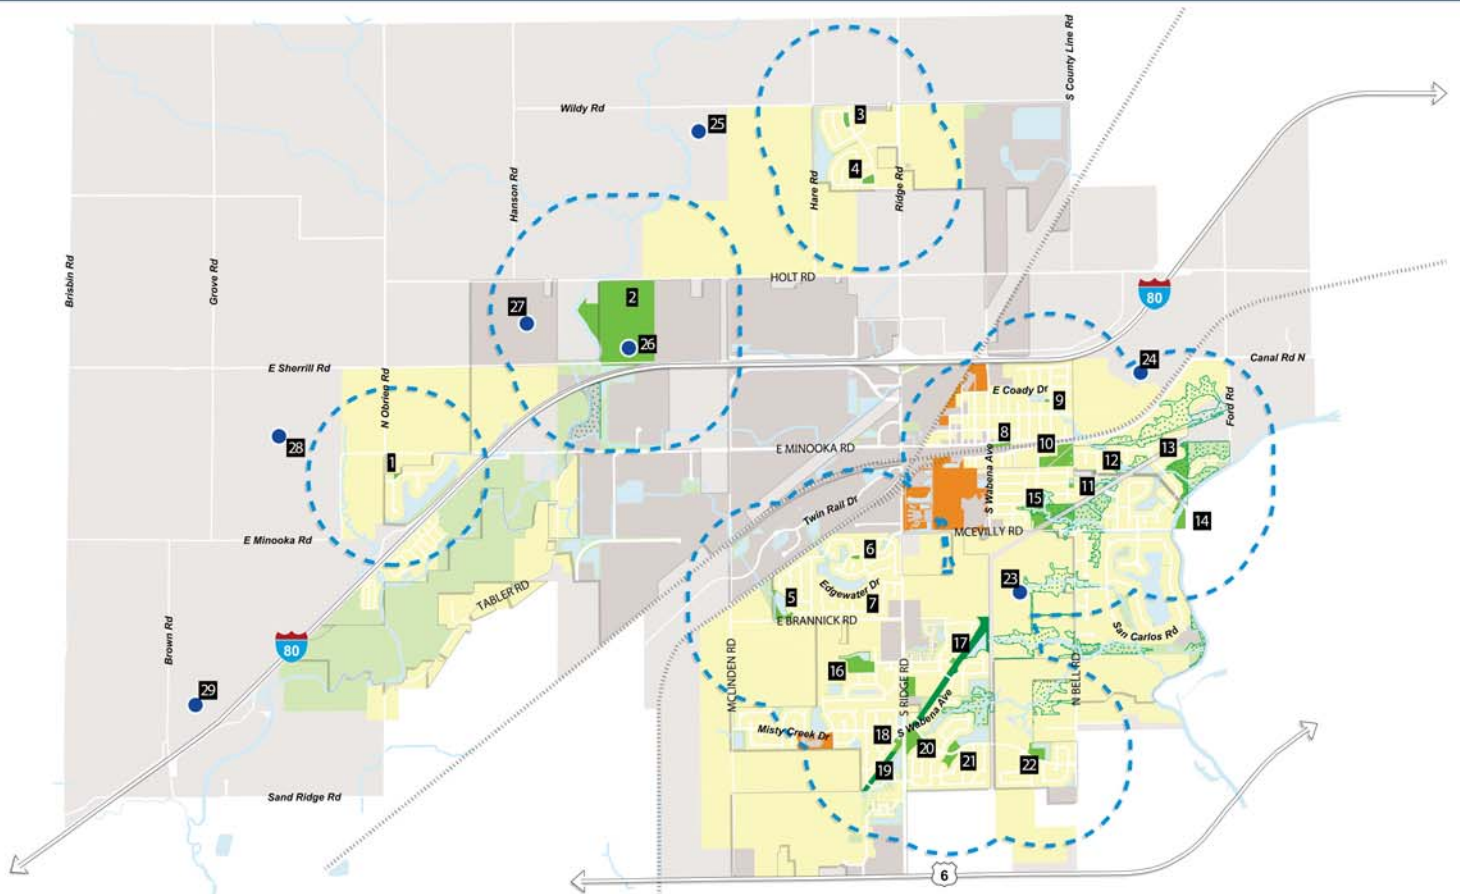 S County Line Rd
Wildy Rd
25
3
4
Hanson Rd
Hare Rd
Ridge Rd
Brisbin Rd
Grove Rd
HOLT RD
80
27
2
26
24
Canal Rd N
E Sherrill Rd
N Obrien Rd
E Coady Dr
9
Ford Rd
28
1
E MINOOKA RD
8
10
S Wabena Ave
12
13
11
15
14
Twin Rail Dr
MCEVILLY RD
E Minooka Rd
6
Edgewater Dr
5
7
E BRANNICK RD
23
TABLER RD
Brown Rd
80
San Carlos Rd
17
16
MCLINDEN RD
S RIDGE RD
N BELL RD
29
S Wabena Ave
Misty Creek Dr
18
20
19
21
22
Sand Ridge Rd
6